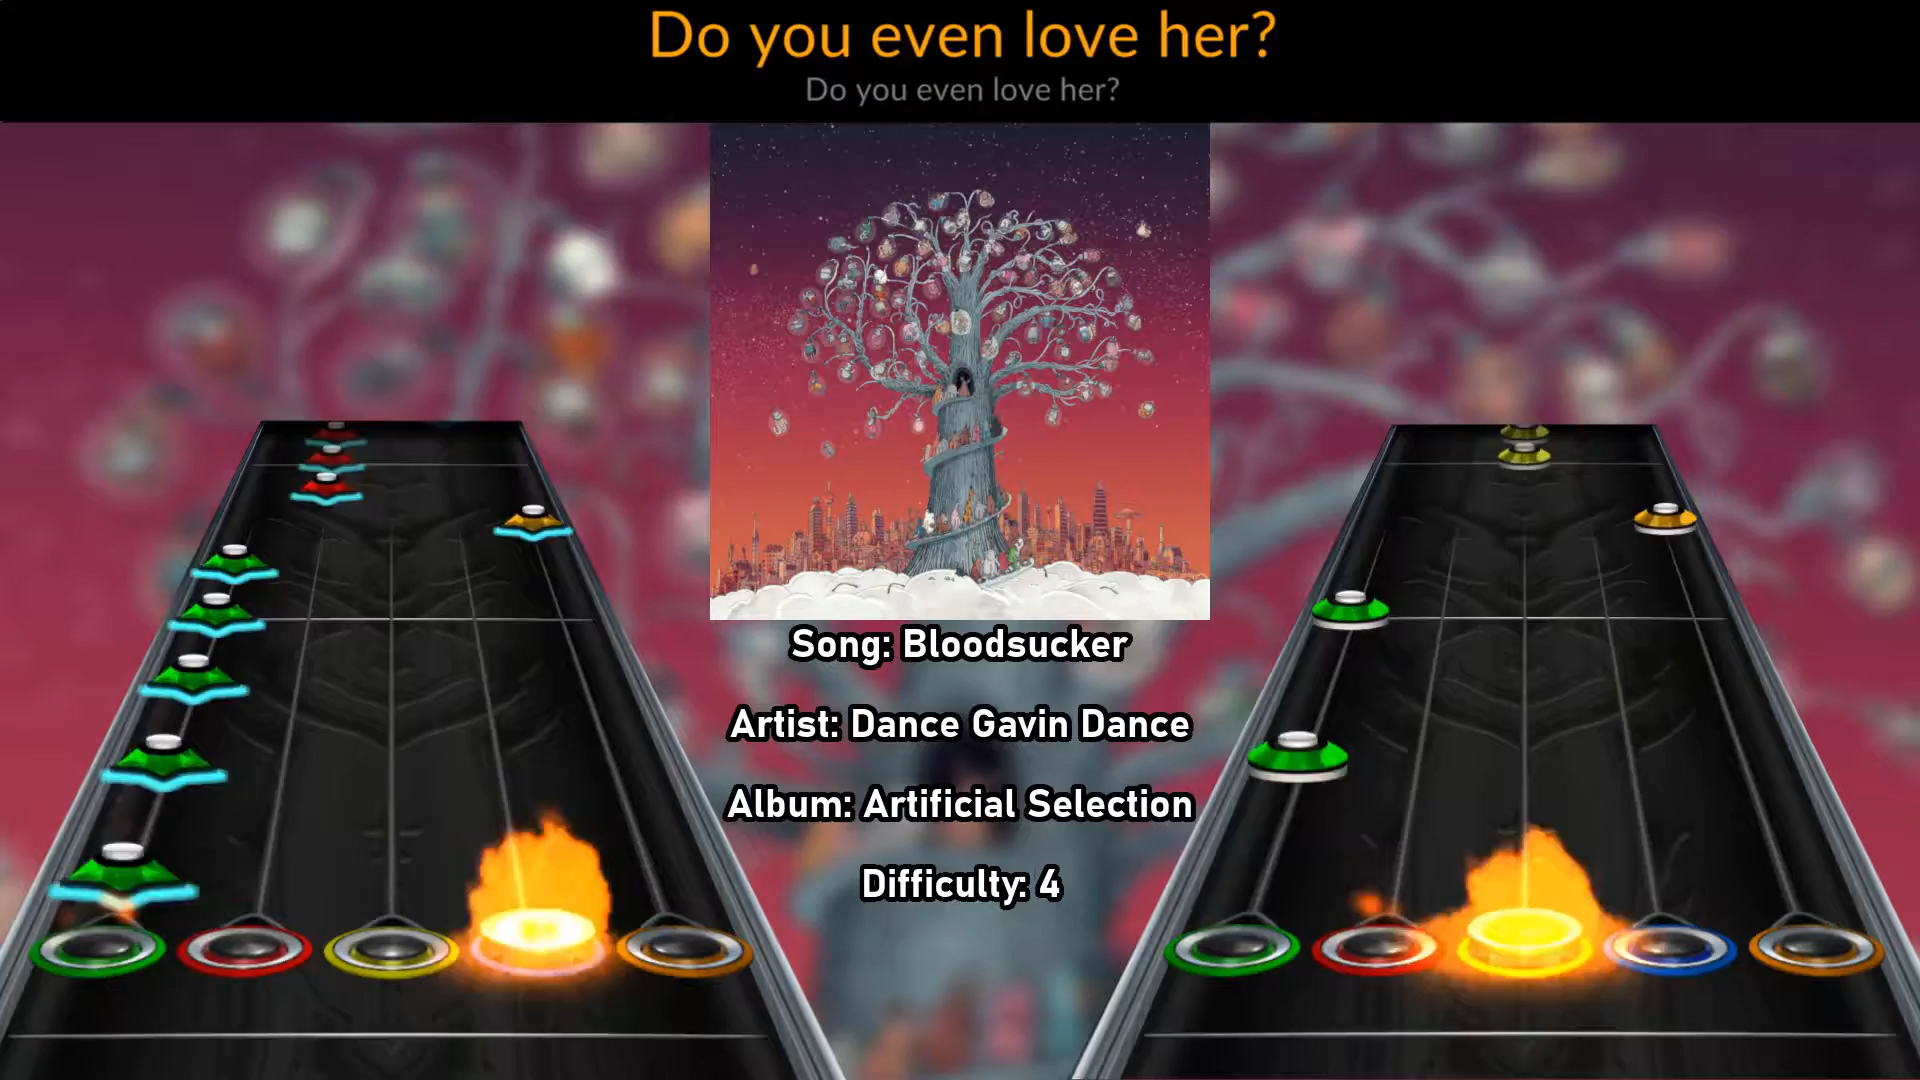 Do you even love her?
Do you even love her?
Song: Bloodsucker
Artist: Dance Gavin Dance
Album: Artificial Selection
Difficulty: 4